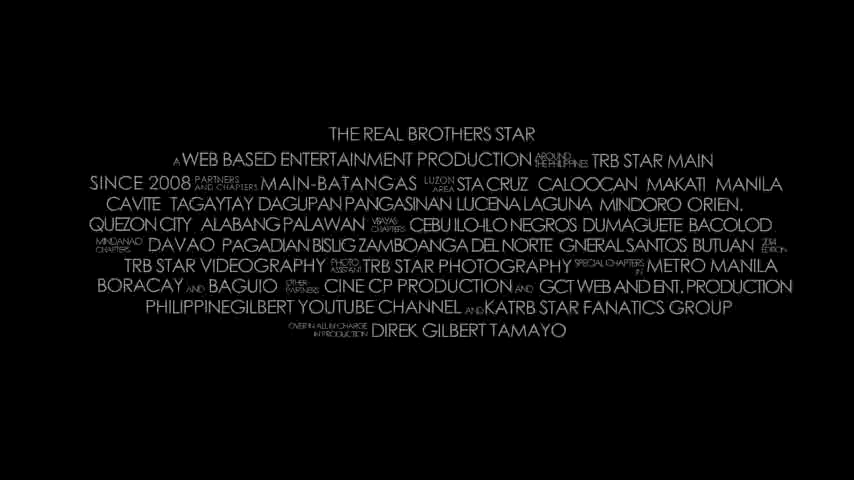 THE REAL BROTHERS STAR
A WEB BASED ENTERTAINMENT PRODUCTION AROUND THE PHILIPPINES TRB STAR MAIN
SINCE 2008 PARTNERS AND CHAPTERS MAIN-BATANGAS LUZON AREA STA CRUZ CALOOCAN MAKATI MANILA
CAVITE TAGAYTAY DAGUPAN PANGASINAN LUCENA LAGUNA MINDORO ORIEN.
QUEZON CITY ALABANG PALAWAN VISAYAS CHAPTERS CEBU ILO-ILO NEGROS DUMAGUETE BACOLOD
MINDANAO CHAPTERS DAVAO PAGADIAN BISLIG ZAMBOANGA DEL NORTE GNERAL SANTOS BUTUAN 2014 EDITION
TRB STAR VIDEOGRAPHY PHOTO ASSISTANT TRB STAR PHOTOGRAPHY SPECIAL CHAPTERS IN METRO MANILA
BORACAY AND BAGUIO OTHER PARTNERS CINE CP PRODUCTION AND GCT WEB AND ENT. PRODUCTION
PHILIPPINEGILBERT YOUTUBE CHANNEL AND KATRB STAR FANATICS GROUP
OVER IN ALL IN CHARGE IN PRODUCTION DIREK GILBERT TAMAYO